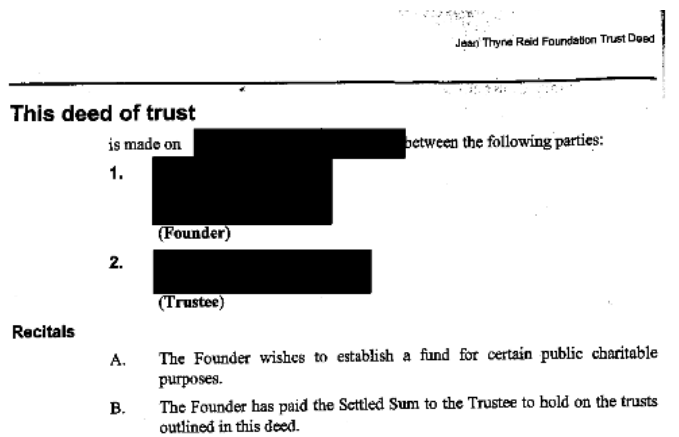 Jean Thyne Reid Foundation Trust Deed
This deed of trust
is made on between the following parties:
1.
(Founder)
2.
(Trustee)
Recitals
A. The Founder wishes to establish a fund for certain public charitable
purposes.
B. The Founder has paid the Settled Sum to the Trustee to hold on the trusts
outlined in this deed.